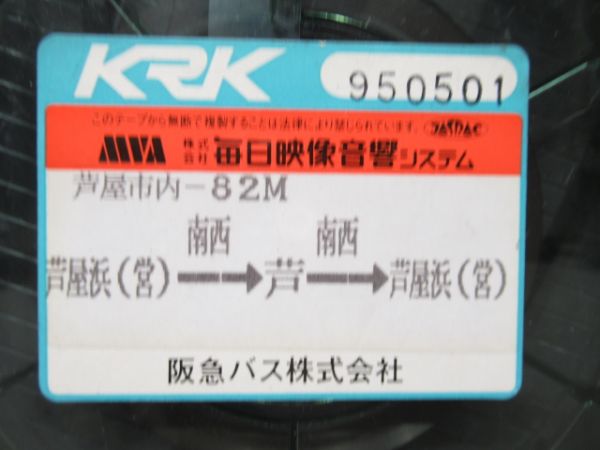 KRK 950501
このテープから無断で複製することは法律により禁じられています。 JASRAC
MVA 株式会社 毎日映像音響システム
芦屋市内-82M
南西 南西
芦屋浜(営) → 芦 → 芦屋浜(営)
阪急バス株式会社